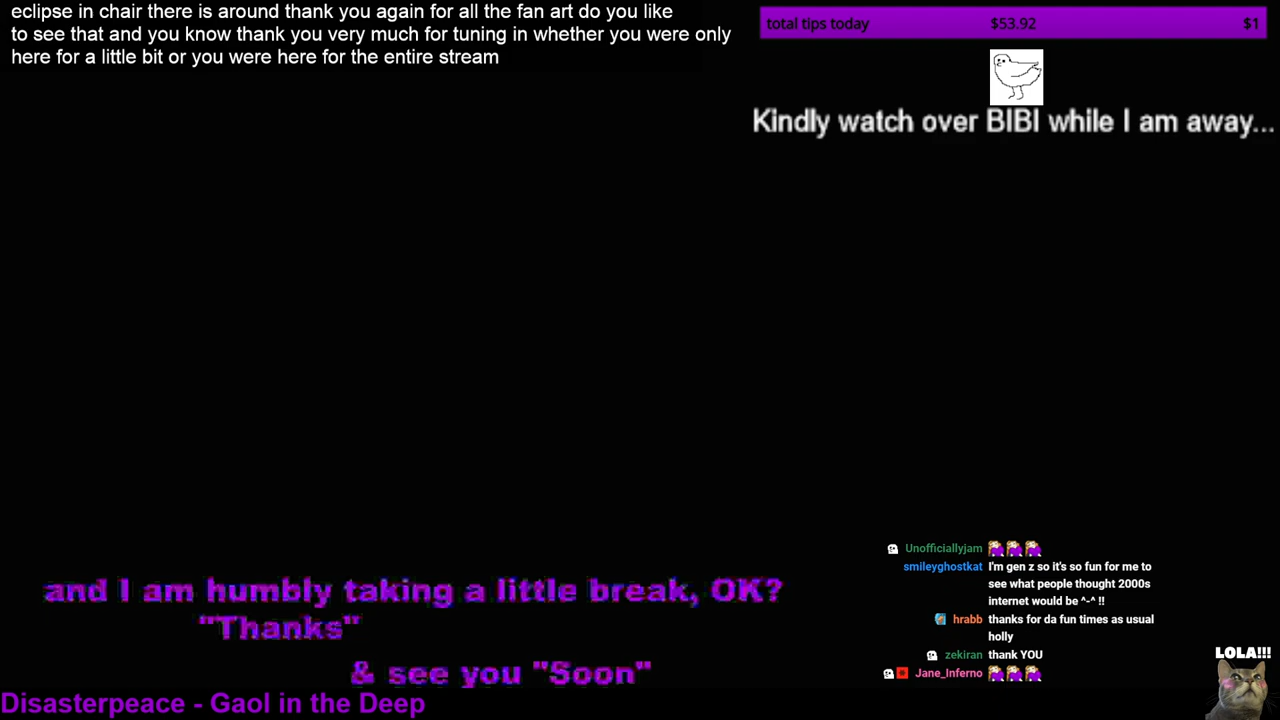 eclipse in chair there is around thank you again for all the fan art do you like
to see that and you know thank you very much for tuning in whether you were only
here for a little bit or you were here for the entire stream
total tips today $53.92 $1
Kindly watch over BIBI while I am away...
Unofficiallyjam
smileyghostkat I'm gen z so it's so fun for me to
see what people thought 2000s
internet would be ^-^ !!
hrabb thanks for da fun times as usual
holly
zekiran thank YOU
Jane_Inferno
LOLA!!!
and I am humbly taking a little break, OK?
"Thanks"
& see you "Soon"
Disasterpeace - Gaol in the Deep